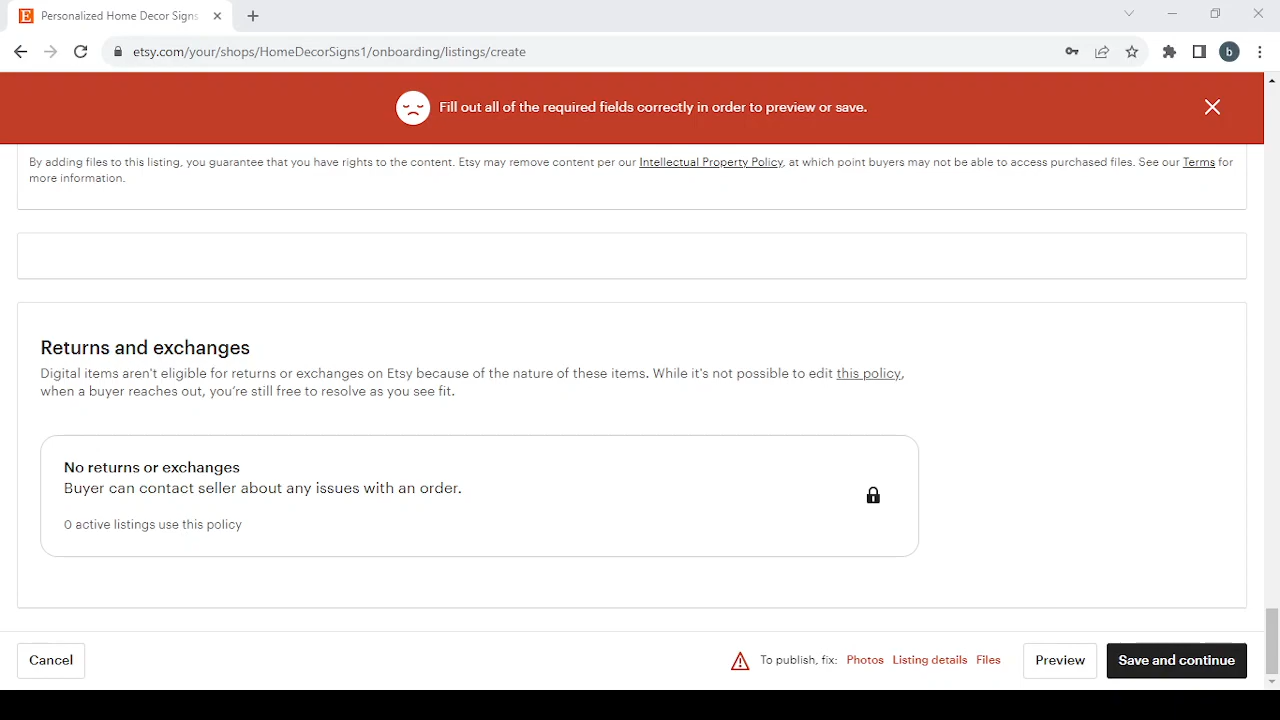 Personalized Home Decor Signs
etsy.com/your/shops/HomeDecorSigns1/onboarding/listings/create
b
Fill out all of the required fields correctly in order to preview or save.
By adding files to this listing, you guarantee that you have rights to the content. Etsy may remove content per our Intellectual Property Policy, at which point buyers may not be able to access purchased files. See our Terms for
more information.
Returns and exchanges
Digital items aren't eligible for returns or exchanges on Etsy because of the nature of these items. While it's not possible to edit this policy,
when a buyer reaches out, you're still free to resolve as you see fit.
No returns or exchanges
Buyer can contact seller about any issues with an order.
0 active listings use this policy
Cancel
To publish, fix: Photos Listing details Files
Preview
Save and continue